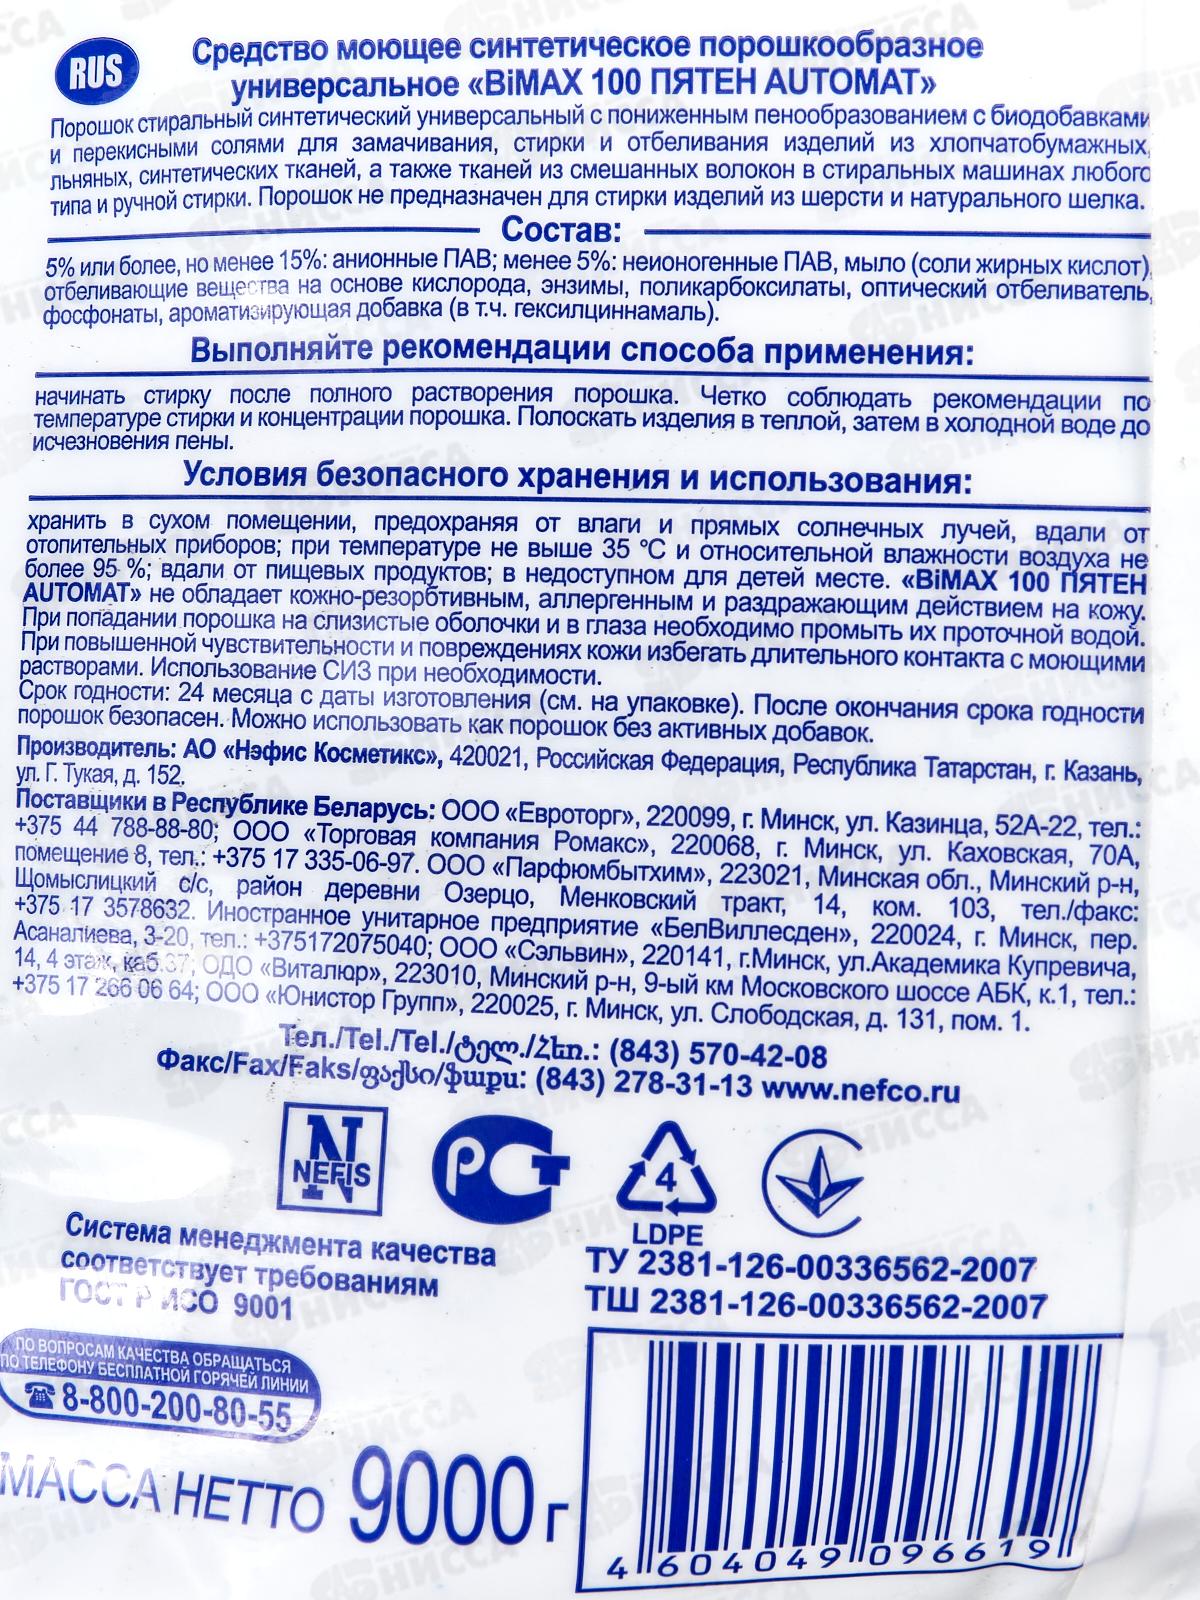 RUS
Средство моющее синтетическое порошкообразное
универсальное «BiMAX 100 ПЯТЕН AUTOMAT»
Порошок стиральный синтетический универсальный с пониженным пенообразованием с биодобавками
и перекисными солями для замачивания, стирки и отбеливания изделий из хлопчатобумажных,
льняных, синтетических тканей, а также тканей из смешанных волокон в стиральных машинах любого
типа и ручной стирки. Порошок не предназначен для стирки изделий из шерсти и натурального шелка.
Состав:
5% или более, но менее 15%: анионные ПАВ; менее 5%: неионогенные ПАВ, мыло (соли жирных кислот),
отбеливающие вещества на основе кислорода, энзимы, поликарбоксилаты, оптический отбеливатель,
фосфонаты, ароматизирующая добавка (в т.ч. гексилциннамаль).
Выполняйте рекомендации способа применения:
начинать стирку после полного растворения порошка. Четко соблюдать рекомендации по
температуре стирки и концентрации порошка. Полоскать изделия в теплой, затем в холодной воде до
исчезновения пены.
Условия безопасного хранения и использования:
хранить в сухом помещении, предохраняя от влаги и прямых солнечных лучей, вдали от
отопительных приборов; при температуре не выше 35 °С и относительной влажности воздуха не
более 95 %; вдали от пищевых продуктов; в недоступном для детей месте. «BiMAX 100 ПЯТЕН
AUTOMAT» не обладает кожно-резорбтивным, аллергенным и раздражающим действием на кожу.
При попадании порошка на слизистые оболочки и в глаза необходимо промыть их проточной водой.
При повышенной чувствительности и повреждениях кожи избегать длительного контакта с моющими
растворами. Использование СИЗ при необходимости.
Срок годности: 24 месяца с даты изготовления (см. на упаковке). После окончания срока годности
порошок безопасен. Можно использовать как порошок без активных добавок.
Производитель: АО «Нэфис Косметикс», 420021, Российская Федерация, Республика Татарстан, г. Казань,
ул. Г. Тукая, д. 152.
Поставщики в Республике Беларусь: ООО «Евроторг», 220099, г. Минск, ул. Казинца, 52А-22, тел.:
+375 44 788-88-80; ООО «Торговая компания Ромакс», 220068, г. Минск, ул. Каховская, 70А,
помещение 8, тел.: +375 17 335-06-97. ООО «Парфюмбытхим», 223021, Минская обл., Минский р-н,
Щомыслицкий с/с, район деревни Озерцо, Менковский тракт, 14, ком. 103, тел./факс:
+375 17 3578632. Иностранное унитарное предприятие «БелВиллесден», 220024, г. Минск, пер.
Асаналиева, 3-20, тел.: +375172075040; ООО «Сэльвин», 220141, г.Минск, ул.Академика Купревича,
14, 4 этаж, каб.37; ОДО «Виталюр», 223010, Минский р-н, 9-ый км Московского шоссе АБК, к.1, тел.:
+375 17 266 06 64; ООО «Юнистор Групп», 220025, г. Минск, ул. Слободская, д. 131, пом. 1.
Тел./Tel./Tel./ტელ./Հեռ.: (843) 570-42-08
Факс/Fax/Faks/ფაქსი/ֆաքս: (843) 278-31-13 www.nefco.ru
N
NEFIS
РСТ
4
LDPE
Система менеджмента качества
соответствует требованиям
ГОСТ Р ИСО 9001
ТУ 2381-126-00336562-2007
ТШ 2381-126-00336562-2007
ПО ВОПРОСАМ КАЧЕСТВА ОБРАЩАТЬСЯ
ПО ТЕЛЕФОНУ БЕСПЛАТНОЙ ГОРЯЧЕЙ ЛИНИИ
8-800-200-80-55
МАССА НЕТТО 9000 г
4 604049 096619